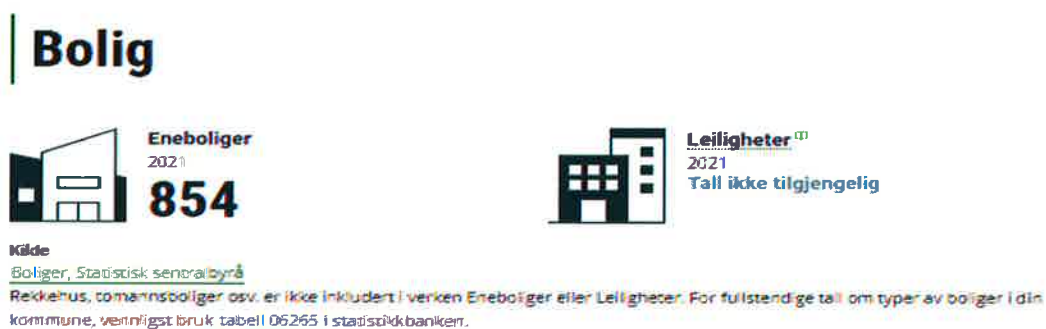 Bolig
Eneboliger
2021
854
Leiligheter
2021
Tall ikke tilgjengelig
Kilde
Boliger, Statistisk sentralbyrå
Rekkehus, tomannsboliger osv. er ikke inkludert i verken Eneboliger eller Leiligheter. For fullstendige tall om typer av boliger i din
kommune, vennligst bruk tabell 06265 i statistikkbanken.